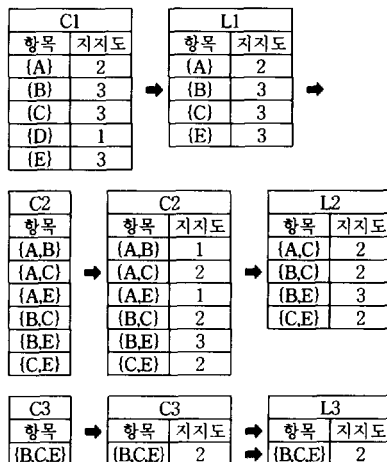 C1 L1
항목 지지도 항목 지지도
{A} 2 {A} 2
{B} 3 {B} 3
{C} 3 {C} 3
{D} 1 {E} 3
{E} 3
C2 C2 L2
항목 항목 지지도 항목 지지도
{A,B} {A,B} 1 {A,C} 2
{A,C} {A,C} 2 {B,C} 2
{A,E} {A,E} 1 {B,E} 3
{B,C} {B,C} 2 {C,E} 2
{B,E} {B,E} 3
{C,E} {C,E} 2
C3 C3 L3
항목 항목 지지도 항목 지지도
{B,C,E} {B,C,E} 2 {B,C,E} 2